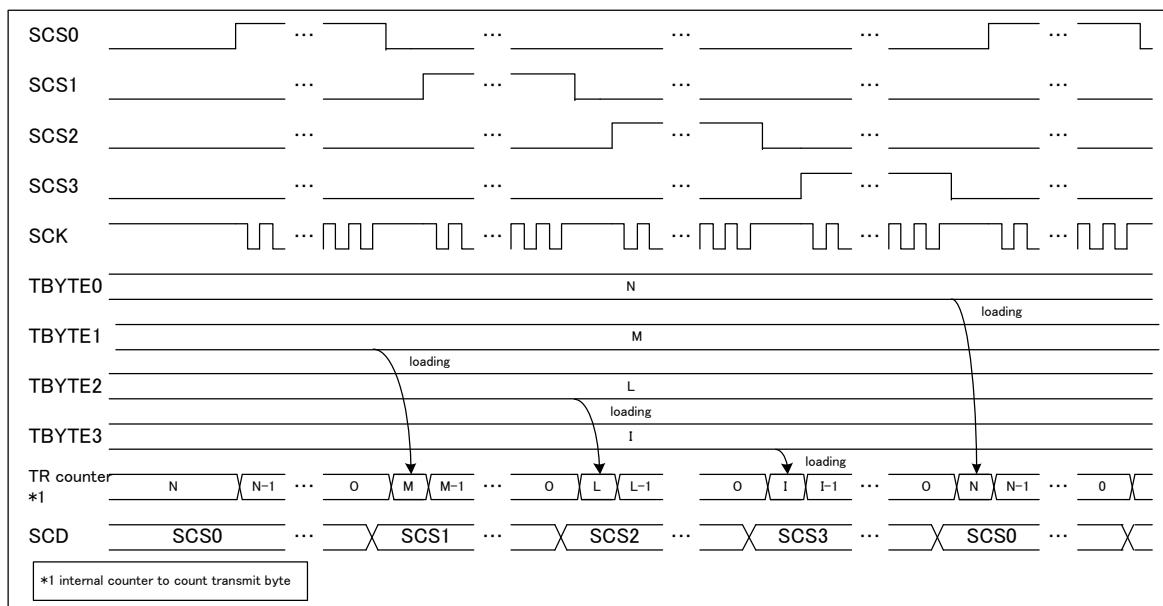 SCS0 ... ... ... ... ...
SCS1 ... ... ... ... ...
SCS2 ... ... ... ... ...
SCS3 ... ... ... ... ...
SCK ... ... ... ... ...
TBYTE0 N
loading
TBYTE1 M
loading
TBYTE2 L
loading
TBYTE3 I
loading
TR counter *1 N N-1 ... O M M-1 ... O L L-1 ... O I I-1 ... O N N-1 ... 0
SCD SCS0 ... SCS1 ... SCS2 ... SCS3 ... SCS0 ...
*1 internal counter to count transmit byte